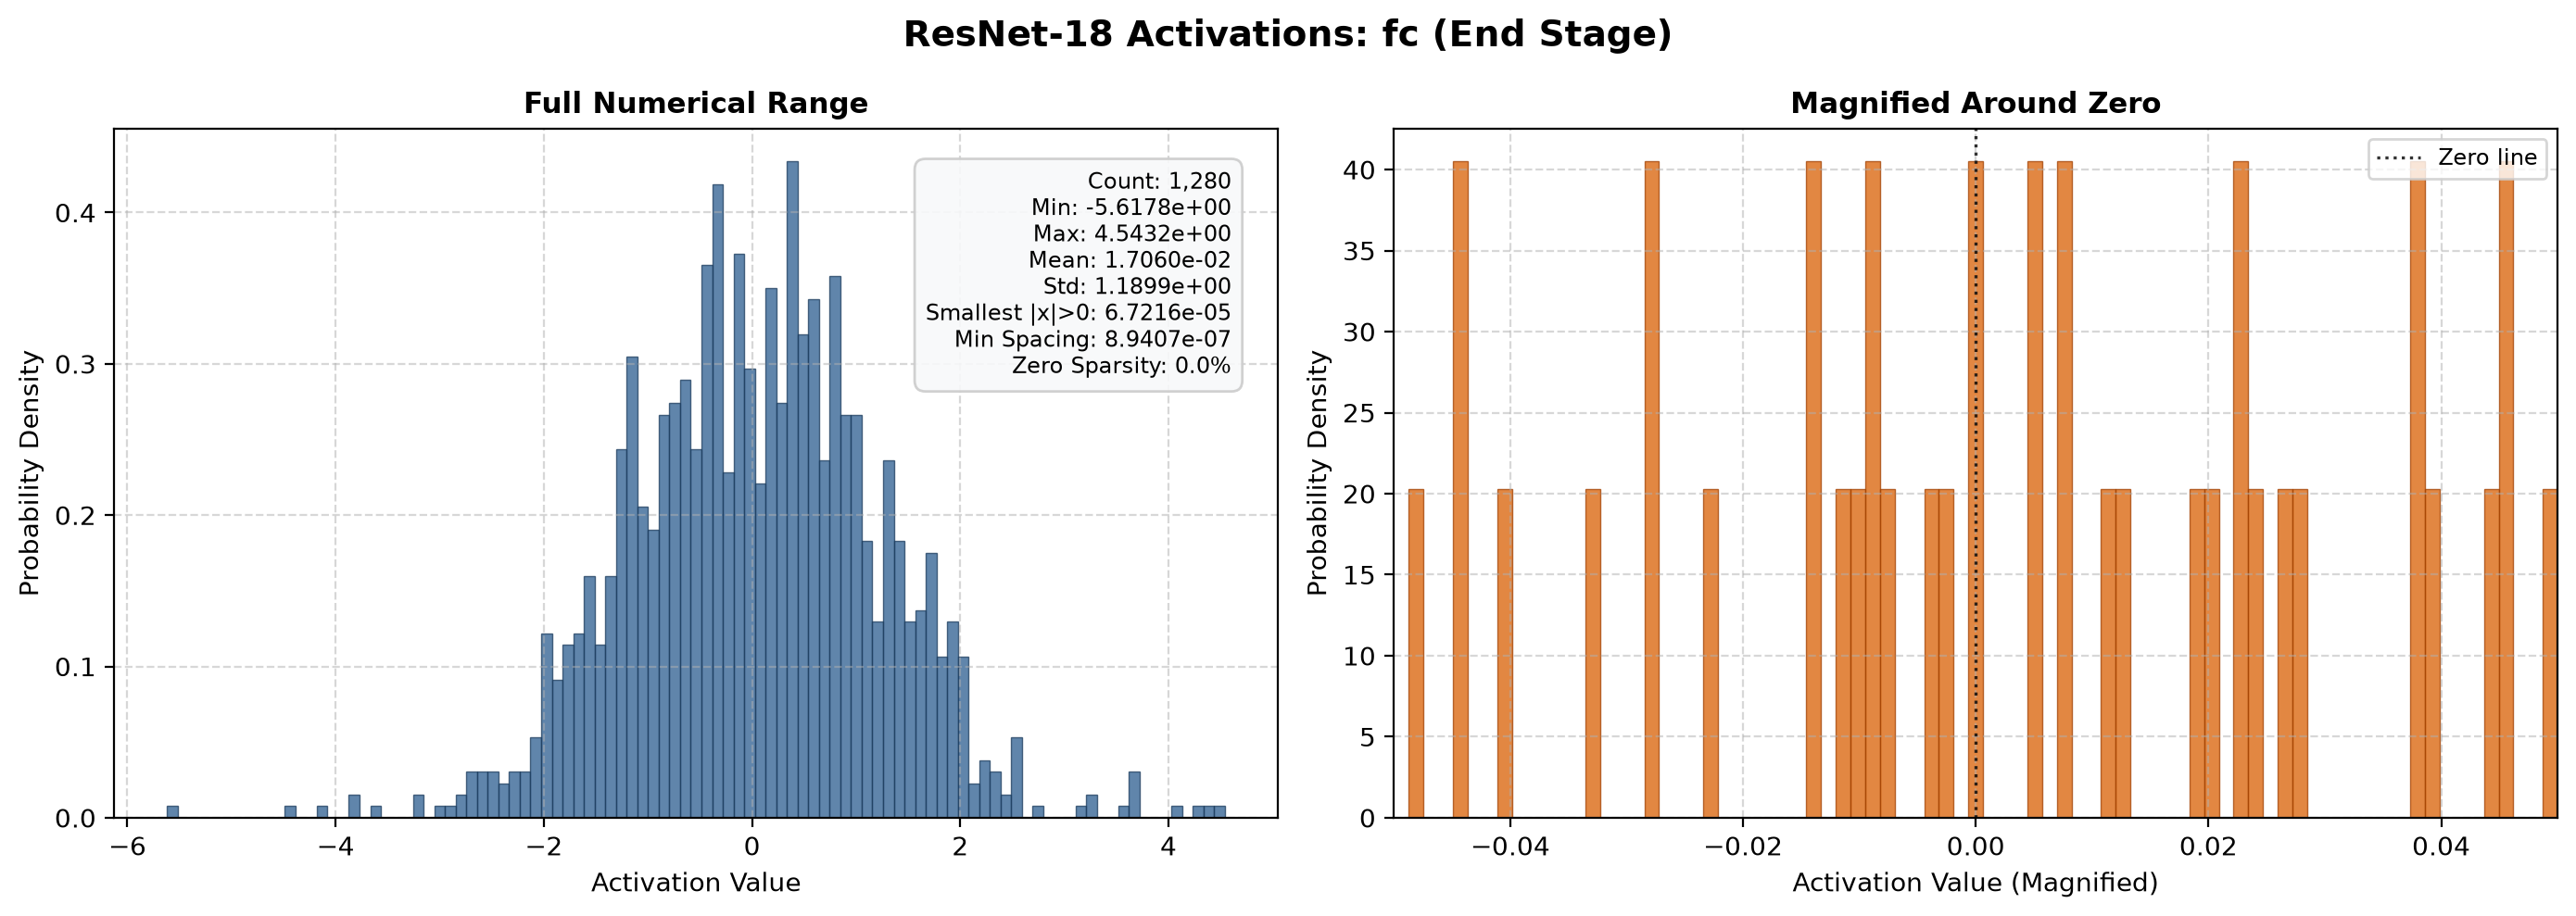 ResNet-18 Activations: fc (End Stage)
Full Numerical Range
Probability Density
0.4
0.3
0.2
0.1
0.0
Count: 1,280
Min: -5.6178e+00
Max: 4.5432e+00
Mean: 1.7060e-02
Std: 1.1899e+00
Smallest |x|>0: 6.7216e-05
Min Spacing: 8.9407e-07
Zero Sparsity: 0.0%
−6 −4 −2 0 2 4
Activation Value
Magnified Around Zero
Probability Density
40
35
30
25
20
15
10
5
0
Zero line
−0.04 −0.02 0.00 0.02 0.04
Activation Value (Magnified)